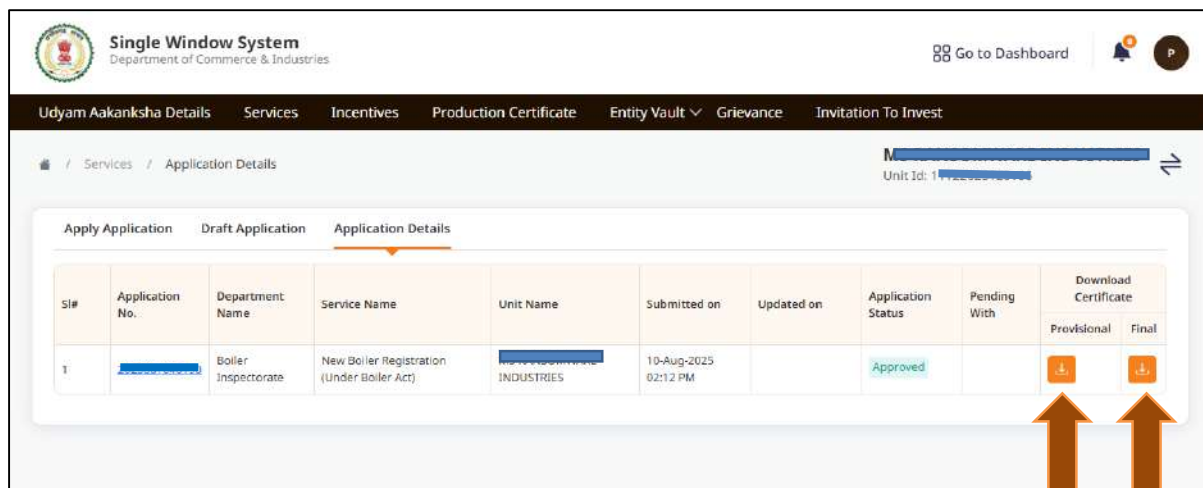 Single Window System
Department of Commerce & Industries
Go to Dashboard
0
P
Udyam Aakanksha Details Services Incentives Production Certificate Entity Vault Grievance Invitation To Invest
/ Services / Application Details
Unit Id:
Apply Application Draft Application Application Details
Sl# Application No. Department Name Service Name Unit Name Submitted on Updated on Application Status Pending With Download Certificate
Provisional Final
1 Boiler Inspectorate New Boiler Registration (Under Boiler Act) INDUSTRIES 10-Aug-2025 02:12 PM Approved